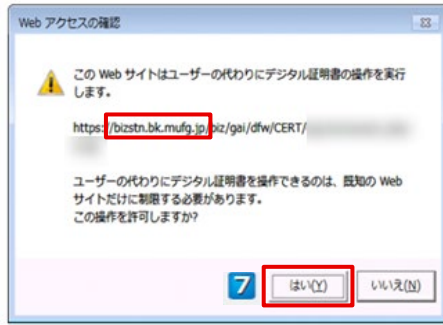 Web アクセスの確認
この Web サイトはユーザーの代わりにデジタル証明書の操作を実行
します。
https://bizstn.bk.mufg.jp/biz/gai/dfw/CERT/
ユーザーの代わりにデジタル証明書を操作できるのは、既知の Web
サイトだけに制限する必要があります。
この操作を許可しますか?
7 はい(Y) いいえ(N)